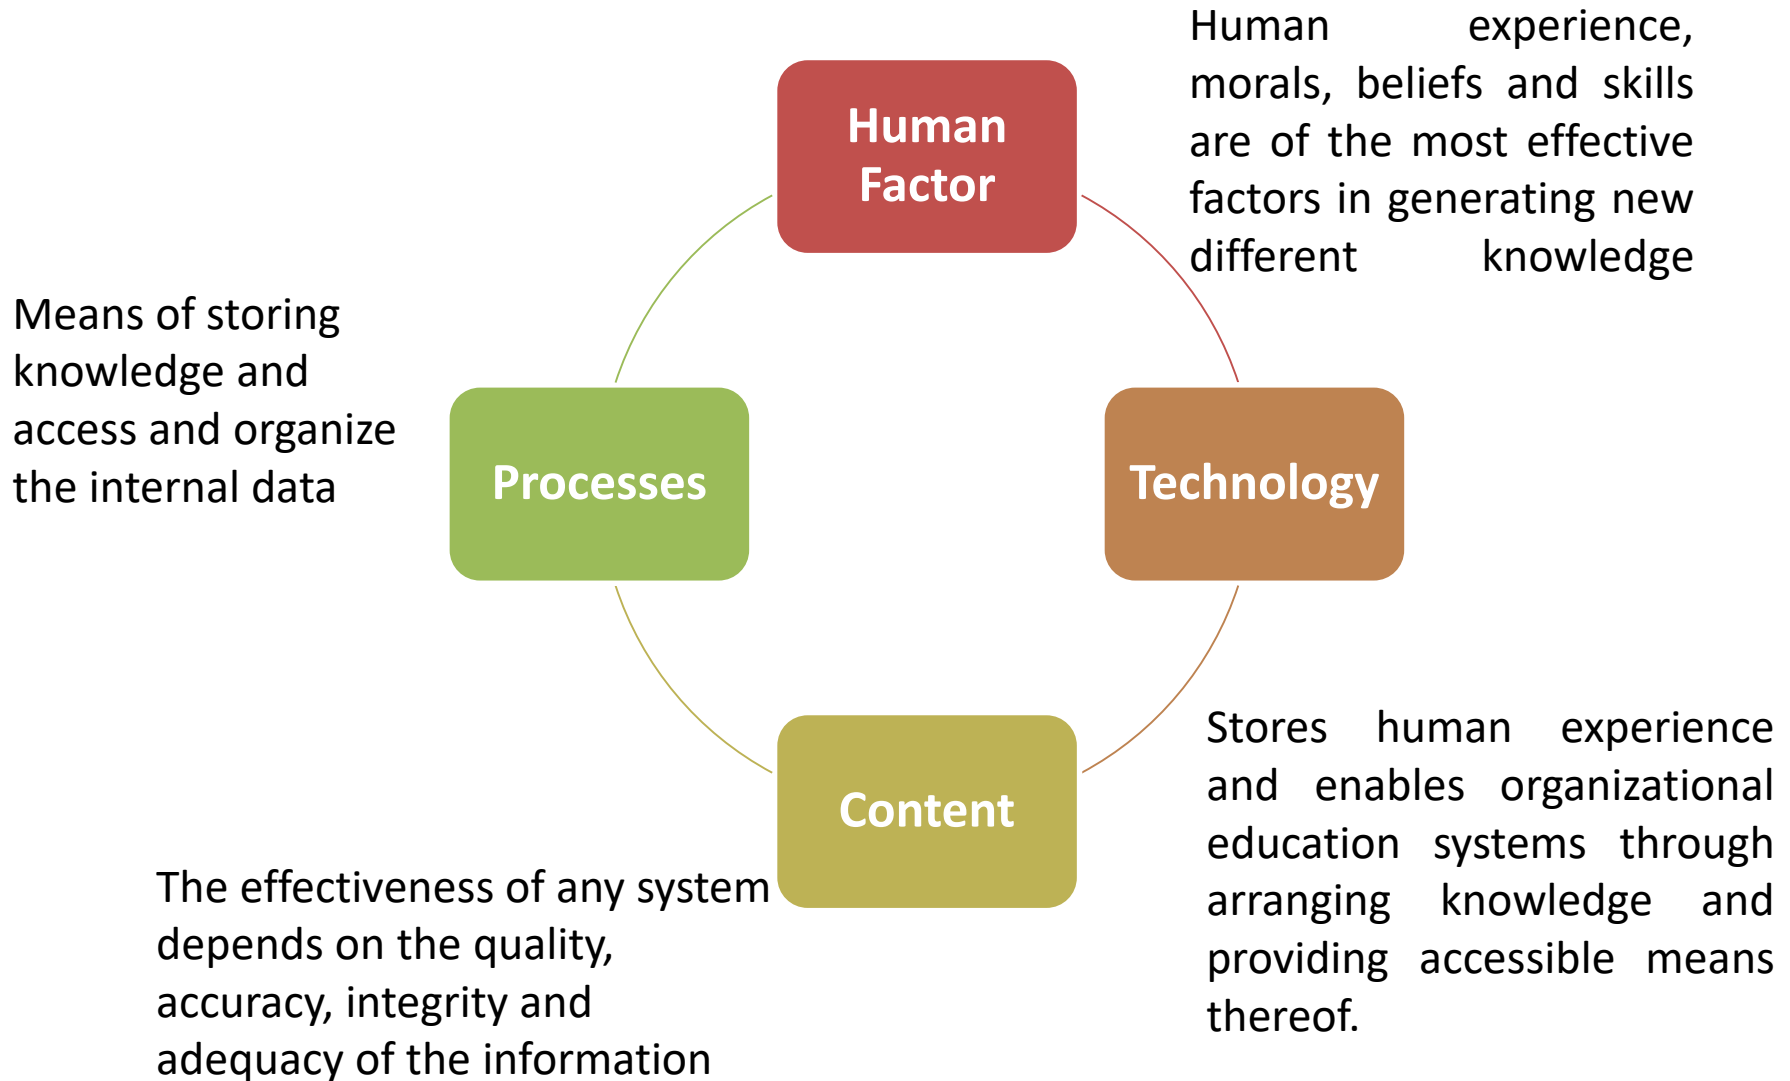 Human Factor
Human experience,
morals, beliefs and skills
are of the most effective
factors in generating new
different knowledge
Technology
Stores human experience
and enables organizational
education systems through
arranging knowledge and
providing accessible means
thereof.
Content
The effectiveness of any system
depends on the quality,
accuracy, integrity and
adequacy of the information
Processes
Means of storing
knowledge and
access and organize
the internal data